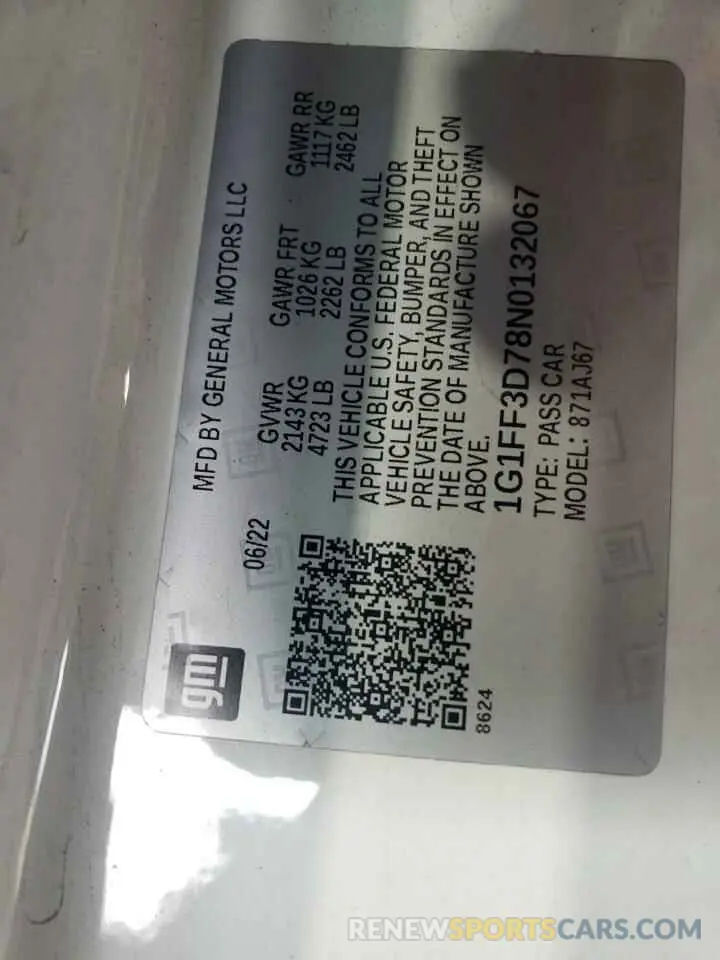 gm
MFD BY GENERAL MOTORS LLC
06/22
GVWR GAWR FRT GAWR RR
2143 KG 1026 KG 1117 KG
4723 LB 2262 LB 2462 LB
THIS VEHICLE CONFORMS TO ALL
APPLICABLE U.S. FEDERAL MOTOR
VEHICLE SAFETY, BUMPER, AND THEFT
PREVENTION STANDARDS IN EFFECT ON
THE DATE OF MANUFACTURE SHOWN
ABOVE.
1G1FF3D78N0132067
TYPE: PASS CAR
MODEL: 871AJ67
8624
RENEWSPORTSCARS.COM